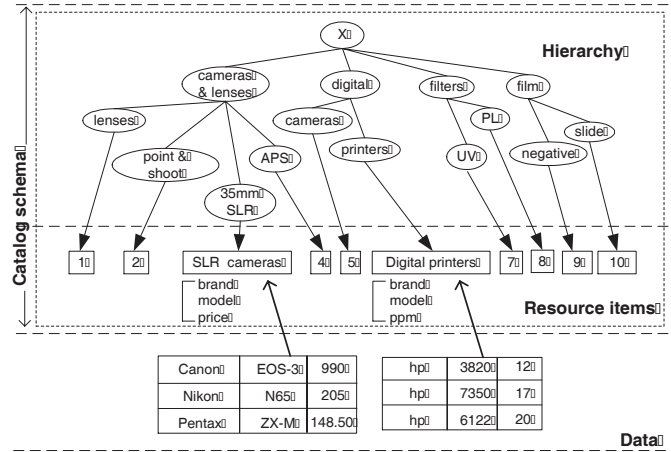 X
Hierarchy
cameras
& lenses
digital
filters
film
lenses
cameras
PL
slide
point &
shoot
APS
printers
UV
negative
35mm
SLR
Catalog schema
1
2
SLR cameras
4
5
Digital printers
7
8
9
10
brand
model
price
brand
model
ppm
Resource items
Canon EOS-3 990
Nikon N65 205
Pentax ZX-M 148.50
hp 3820 12
hp 7350 17
hp 6122 20
Data